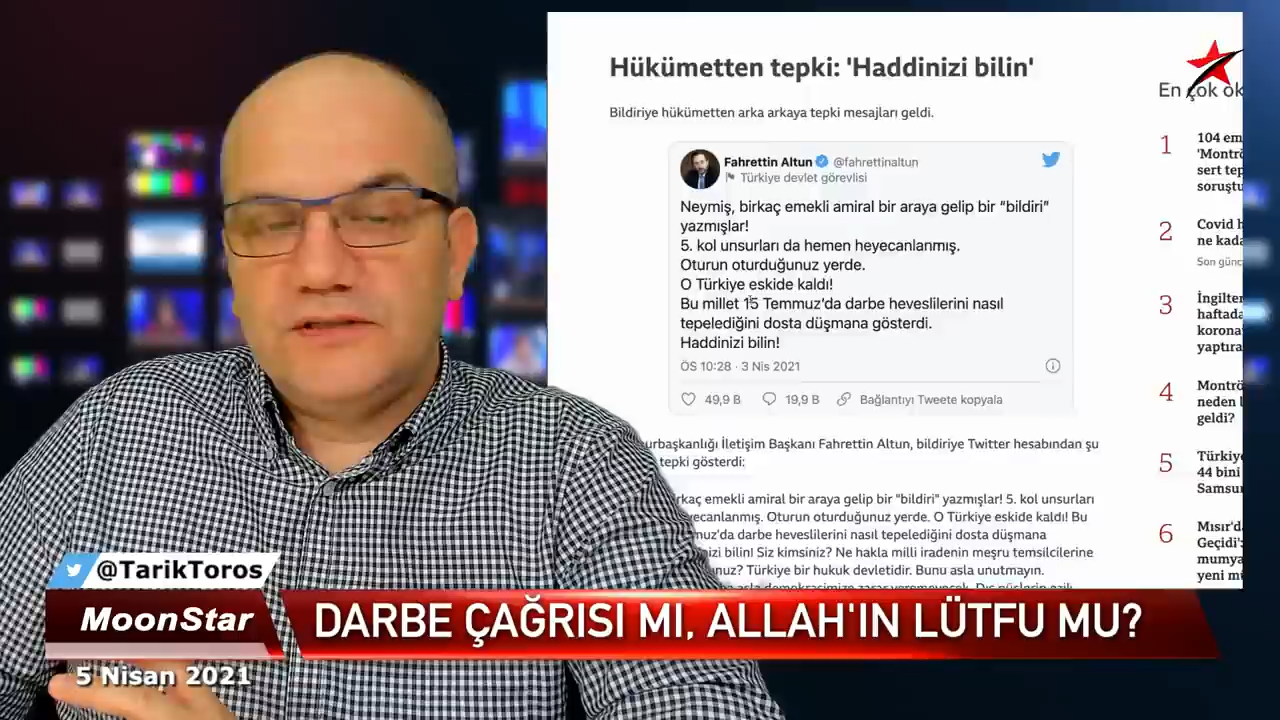 Hükümetten tepki: 'Haddinizi bilin'
Bildiriye hükümetten arka arkaya tepki mesajları geldi.
Fahrettin Altun @fahrettinaltun
Türkiye devlet görevlisi
Neymiş, birkaç emekli amiral bir araya gelip bir “bildiri”
yazmışlar!
5. kol unsurları da hemen heyecanlanmış.
Oturun oturduğunuz yerde.
O Türkiye eskide kaldı!
Bu millet 15 Temmuz’da darbe heveslilerini nasıl
tepelediğini dosta düşmana gösterdi.
Haddinizi bilin!
ÖS 10:28 · 3 Nis 2021
49,9 B 19,9 B Bağlantıyı Tweete kopyala
urbaşkanlığı İletişim Başkanı Fahrettin Altun, bildiriye Twitter hesabından şu
tepki gösterdi:
rkaç emekli amiral bir araya gelip bir "bildiri" yazmışlar! 5. kol unsurları
eyecanlanmış. Oturun oturduğunuz yerde. O Türkiye eskide kaldı! Bu
muz'da darbe heveslilerini nasıl tepelediğini dosta düşmana
nizi bilin! Siz kimsiniz? Ne hakla milli iradenin meşru temsilcilerine
unuz? Türkiye bir hukuk devletidir. Bunu asla unutmayın.
En çok ok
1 104 em
'Montrö
sert tep
soruştu
2 Covid h
ne kada
Son günc
3 İngilter
haftada
korona
yaptıra
4 Montrö
neden
geldi?
5 Türkiye
44 bini
Samsu
6 Mısır'd
Geçidi'
mumya
yeni m
@TarikToros
MoonStar
DARBE ÇAĞRISI MI, ALLAH'IN LÜTFU MU?
5 Nisan 2021